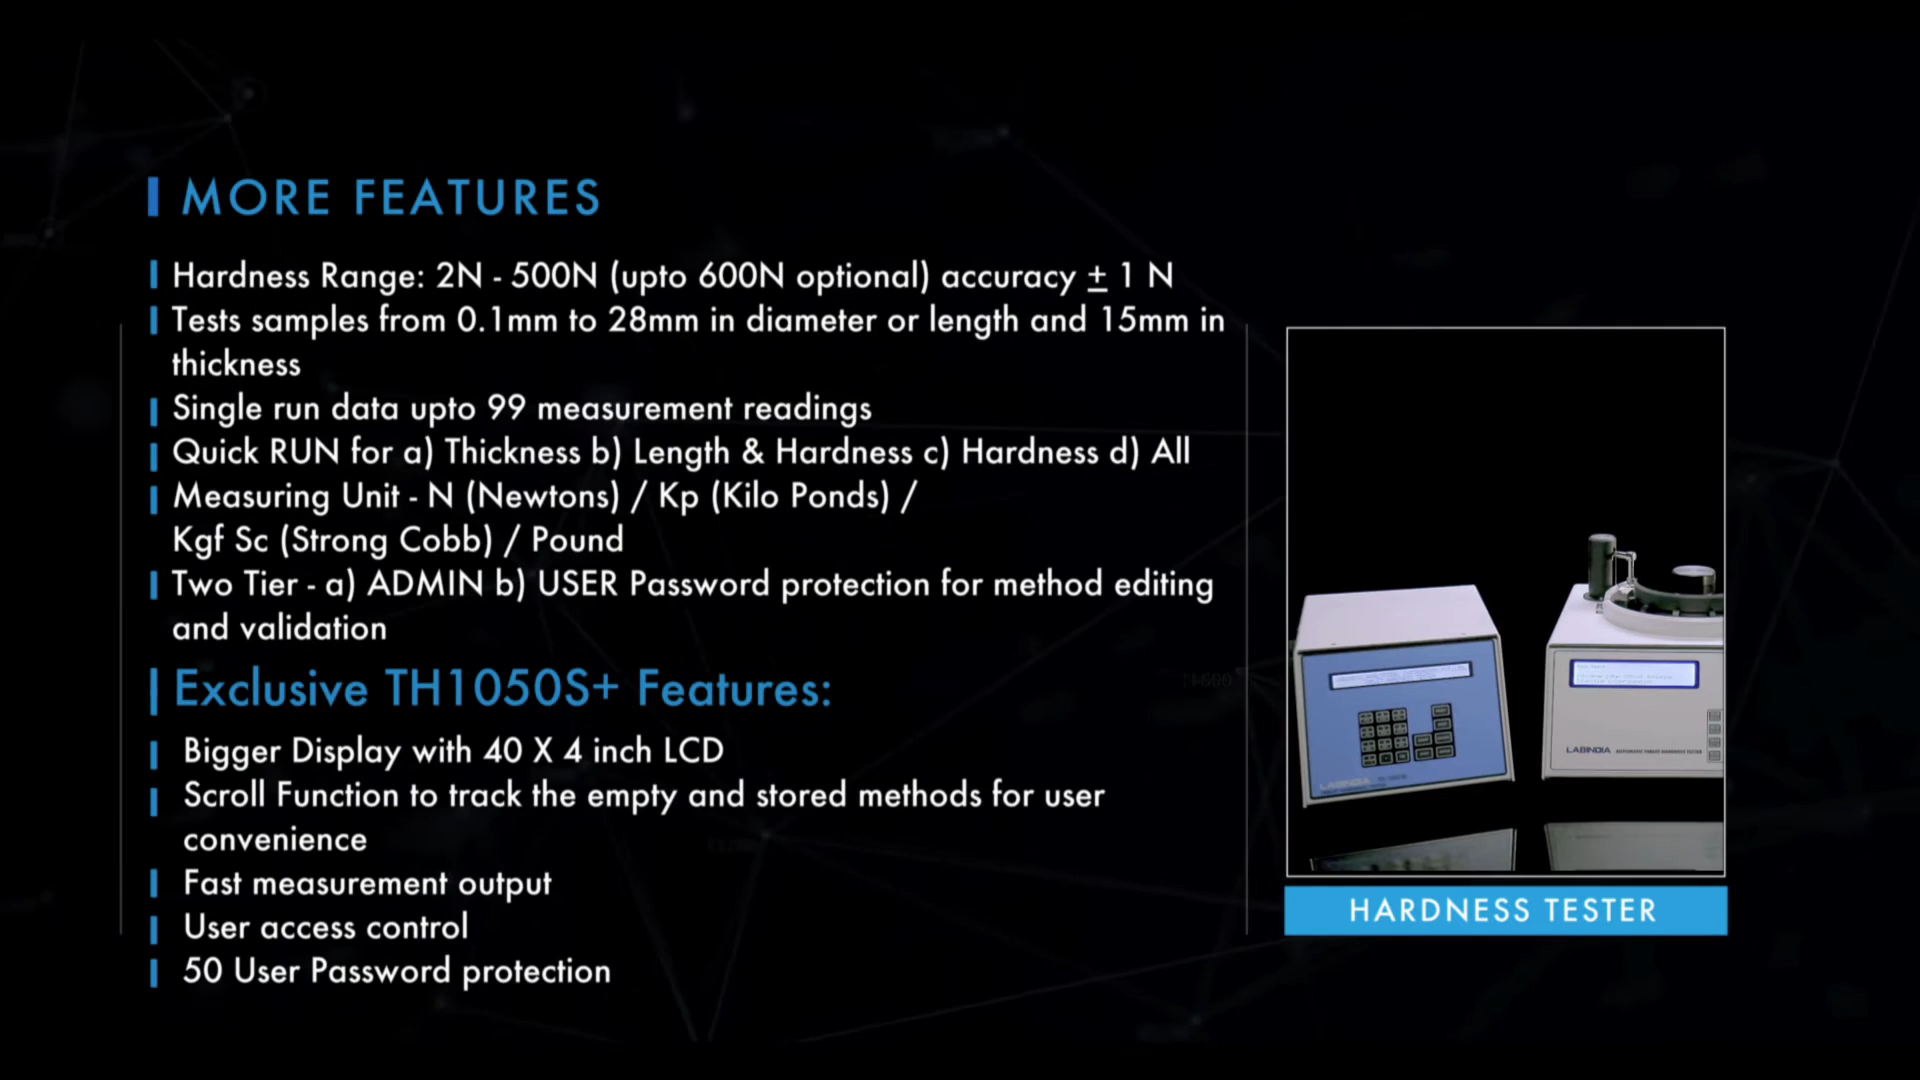 MORE FEATURES
Hardness Range: 2N - 500N (upto 600N optional) accuracy ± 1 N
Tests samples from 0.1mm to 28mm in diameter or length and 15mm in
thickness
Single run data upto 99 measurement readings
Quick RUN for a) Thickness b) Length & Hardness c) Hardness d) All
Measuring Unit - N (Newtons) / Kp (Kilo Ponds) /
Kgf Sc (Strong Cobb) / Pound
Two Tier - a) ADMIN b) USER Password protection for method editing
and validation
Exclusive TH1050S+ Features:
Bigger Display with 40 X 4 inch LCD
Scroll Function to track the empty and stored methods for user
convenience
Fast measurement output
User access control
50 User Password protection
LABINDIA AUTOMATIC TABLET HARDNESS TESTER
LABINDIA
HARDNESS TESTER